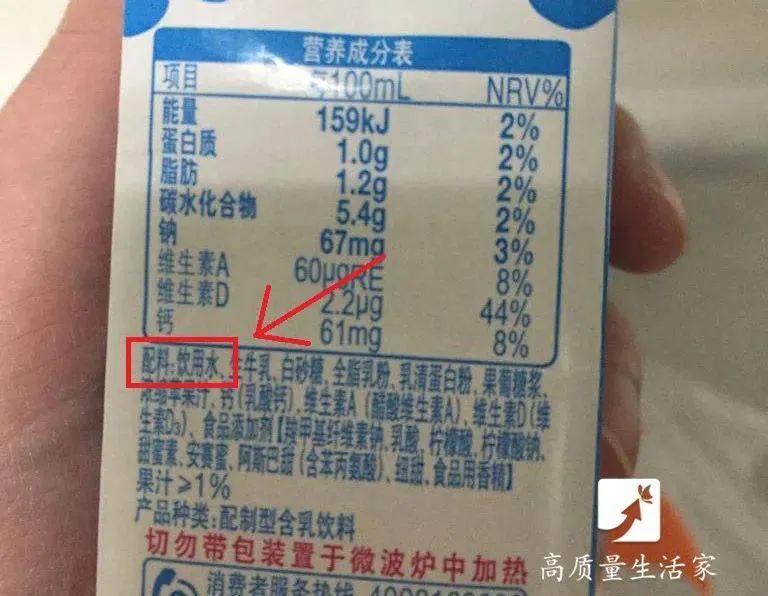 营养成分表
项目 每100mL NRV%
能量 159kJ 2%
蛋白质 1.0g 2%
脂肪 1.2g 2%
碳水化合物 5.4g 2%
钠 67mg 3%
维生素A 60μgRE 8%
维生素D 2.2μg 44%
钙 61mg 8%
配料:饮用水、生牛乳、白砂糖、全脂乳粉、乳清蛋白粉、果葡糖浆、
浓缩苹果汁、钙(乳酸钙)、维生素A(醋酸维生素A)、维生素D(维
生素D₃)、食品添加剂【羧甲基纤维素钠、乳酸、柠檬酸、柠檬酸钠、
甜蜜素、安赛蜜、阿斯巴甜(含苯丙氨酸)、纽甜、食品用香精】
果汁≥1%
产品种类:配制型含乳饮料
切勿带包装置于微波炉中加热
消费者服务热线
高质量生活家